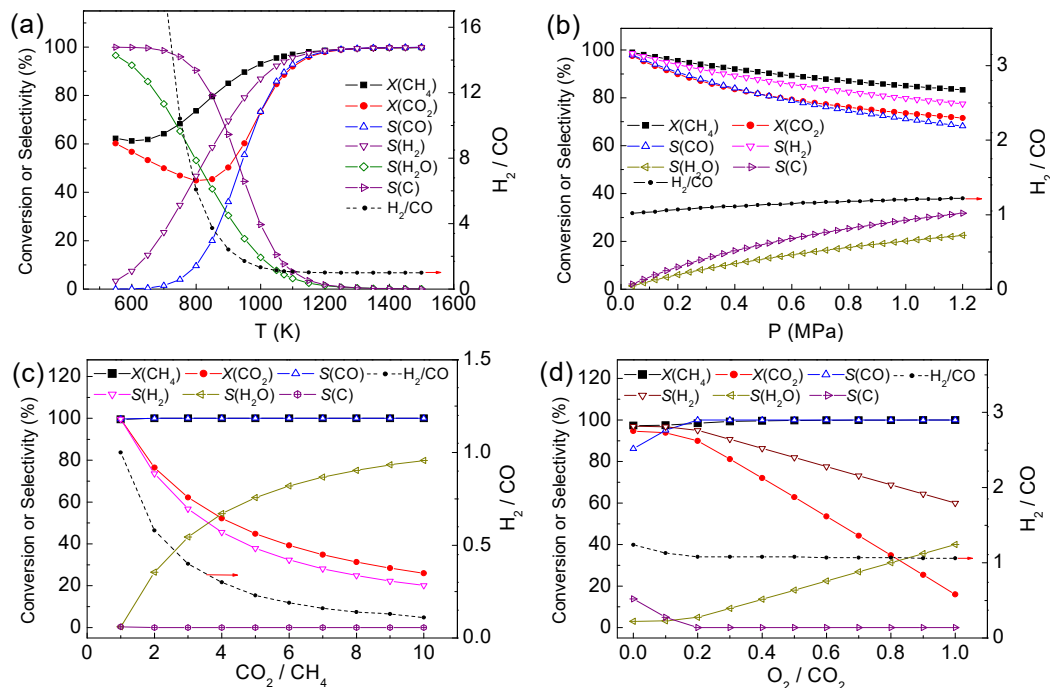 (a)
100
80
60
40
20
0
Conversion or Selectivity (%)
600 800 1000 1200 1400 1600
T (K)
16
12
8
4
0
H2 / CO
X(CH4)
X(CO2)
S(CO)
S(H2)
S(H2O)
S(C)
H2/CO
(b)
100
80
60
40
20
0
Conversion or Selectivity (%)
0.0 0.2 0.4 0.6 0.8 1.0 1.2
P (MPa)
3
2
1
0
H2 / CO
X(CH4) X(CO2)
S(CO) S(H2)
S(H2O) S(C)
H2/CO
(c)
120
100
80
60
40
20
0
Conversion or Selectivity (%)
0 2 4 6 8 10
CO2 / CH4
1.5
1.0
0.5
0.0
H2 / CO
X(CH4) X(CO2) S(CO) H2/CO
S(H2) S(H2O) S(C)
(d)
120
100
80
60
40
20
0
Conversion or Selectivity (%)
0.0 0.2 0.4 0.6 0.8 1.0
O2 / CO2
3
2
1
0
H2 / CO
X(CH4) X(CO2) S(CO) H2/CO
S(H2) S(H2O) S(C)